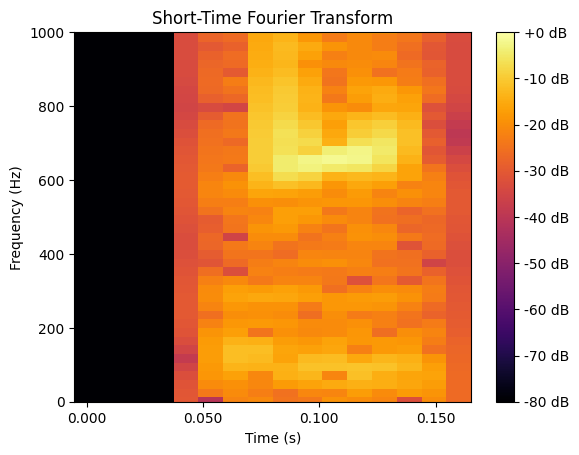 Short-Time Fourier Transform
Frequency (Hz)
1000
800
600
400
200
0
0.000
0.050
0.100
0.150
Time (s)
+0 dB
-10 dB
-20 dB
-30 dB
-40 dB
-50 dB
-60 dB
-70 dB
-80 dB